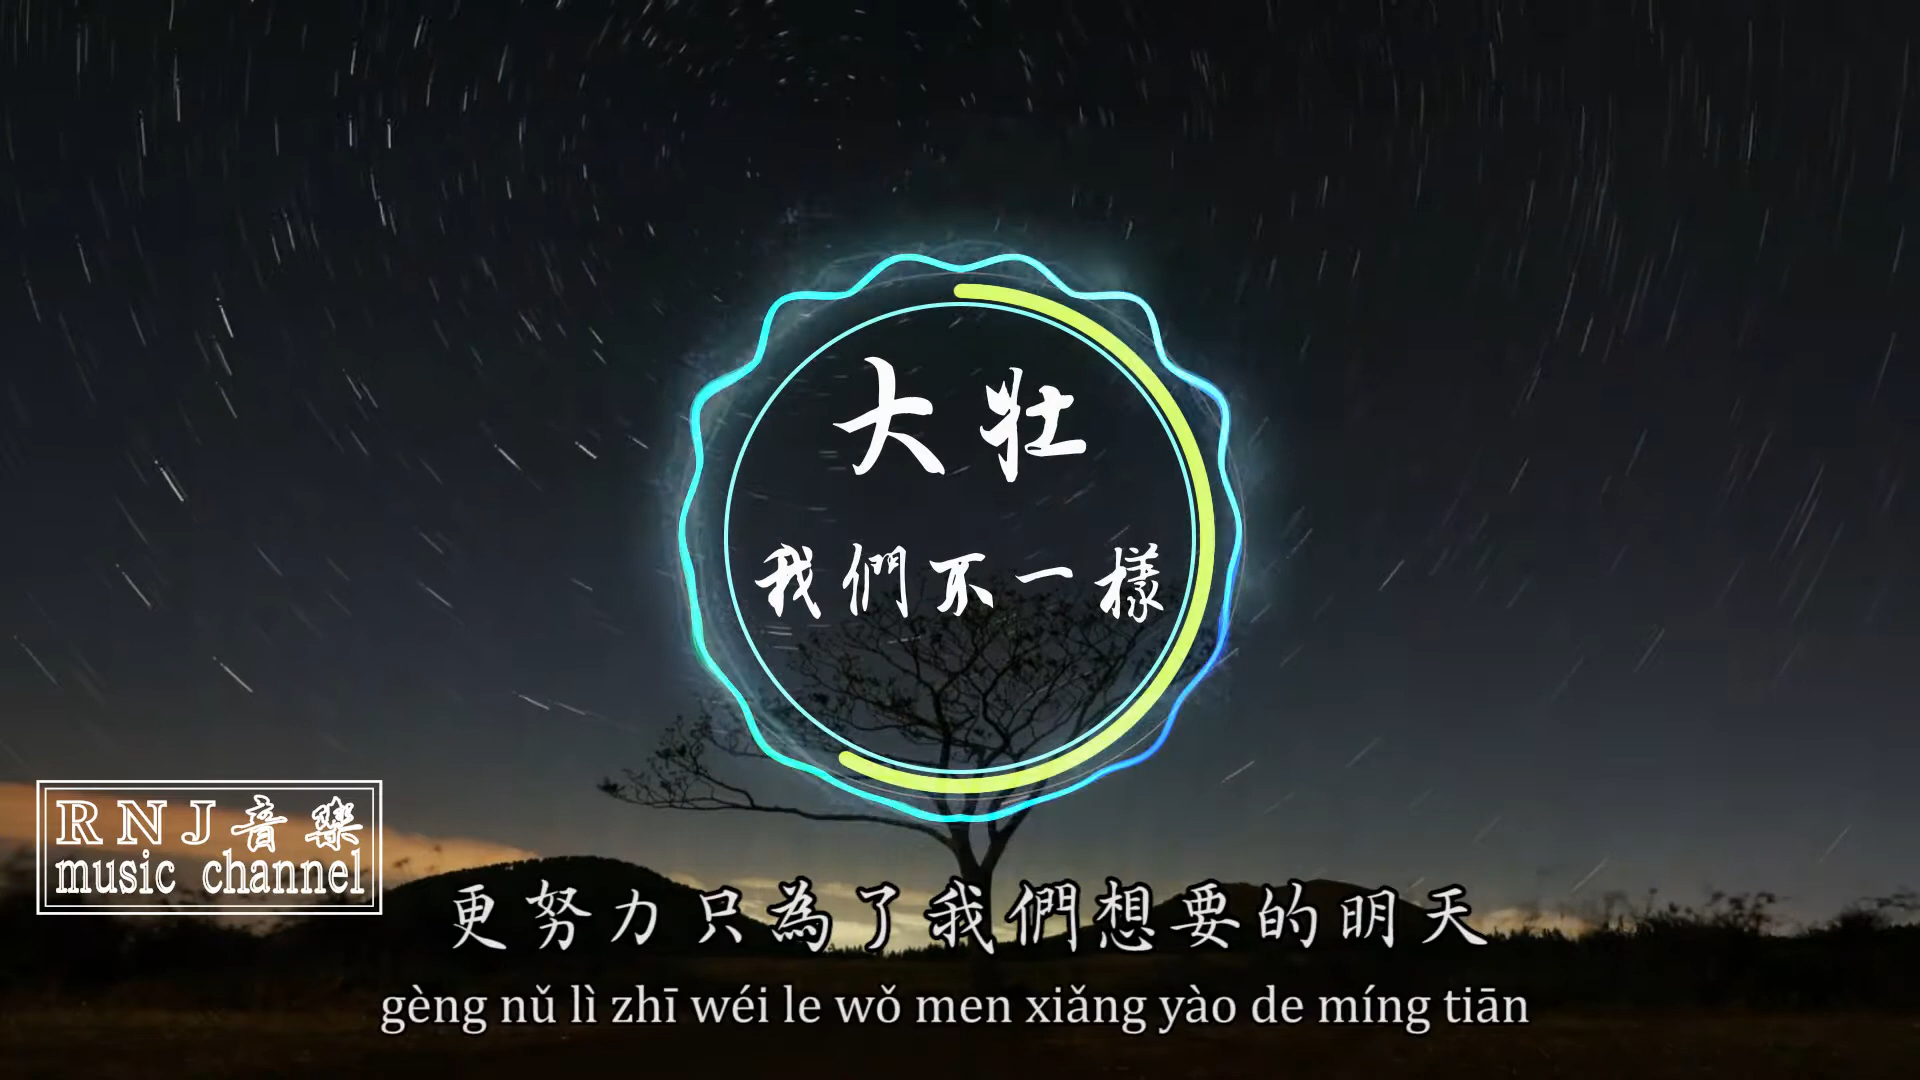 大壯
我們不一樣
RNJ音樂
music channel
更努力只為了我們想要的明天
gèng nǔ lì zhī wéi le wǒ men xiǎng yào de míng tiān